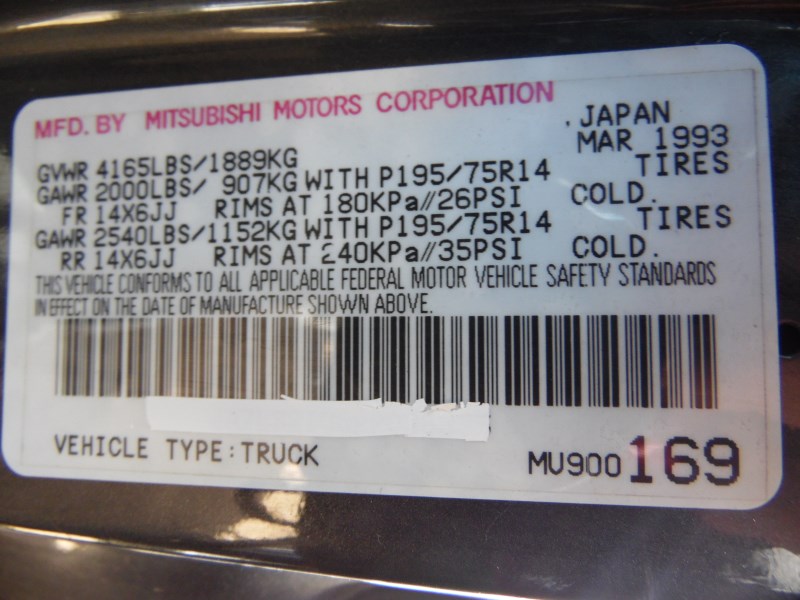 MFD. BY MITSUBISHI MOTORS CORPORATION
. JAPAN
MAR 1993
GVWR 4165LBS/1889KG
GAWR 2000LBS/ 907KG WITH P195/75R14 TIRES
FR 14X6JJ RIMS AT 180KPa//26PSI COLD.
GAWR 2540LBS/1152KG WITH P195/75R14 TIRES
RR 14X6JJ RIMS AT 240KPa//35PSI COLD.
THIS VEHICLE CONFORMS TO ALL APPLICABLE FEDERAL MOTOR VEHICLE SAFETY STANDARDS
IN EFFECT ON THE DATE OF MANUFACTURE SHOWN ABOVE.
VEHICLE TYPE:TRUCK
MV900169